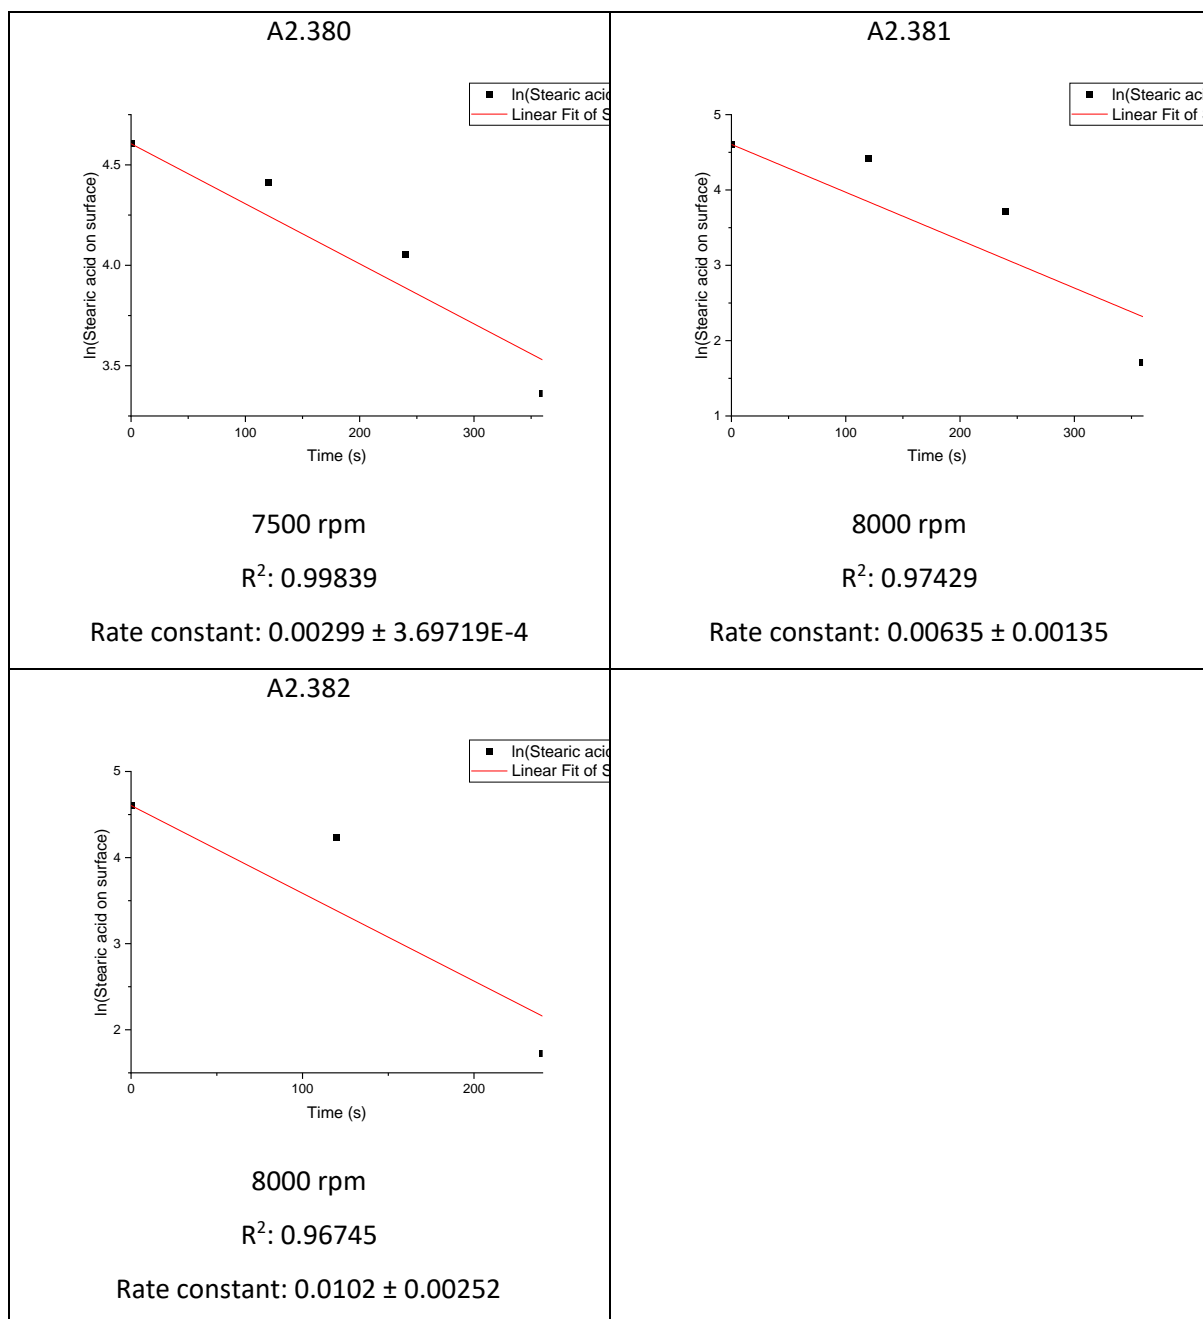 A2.380
ln(Stearic acid
Linear Fit of S
4.5
4.0
3.5
ln(Stearic acid on surface)
0
100
200
300
Time (s)
7500 rpm
R²: 0.99839
Rate constant: 0.00299 ± 3.69719E-4
A2.381
ln(Stearic aci
Linear Fit of
5
4
3
2
1
ln(Stearic acid on surface)
0
100
200
300
Time (s)
8000 rpm
R²: 0.97429
Rate constant: 0.00635 ± 0.00135
A2.382
ln(Stearic acid
Linear Fit of S
5
4
3
2
ln(Stearic acid on surface)
0
100
200
Time (s)
8000 rpm
R²: 0.96745
Rate constant: 0.0102 ± 0.00252